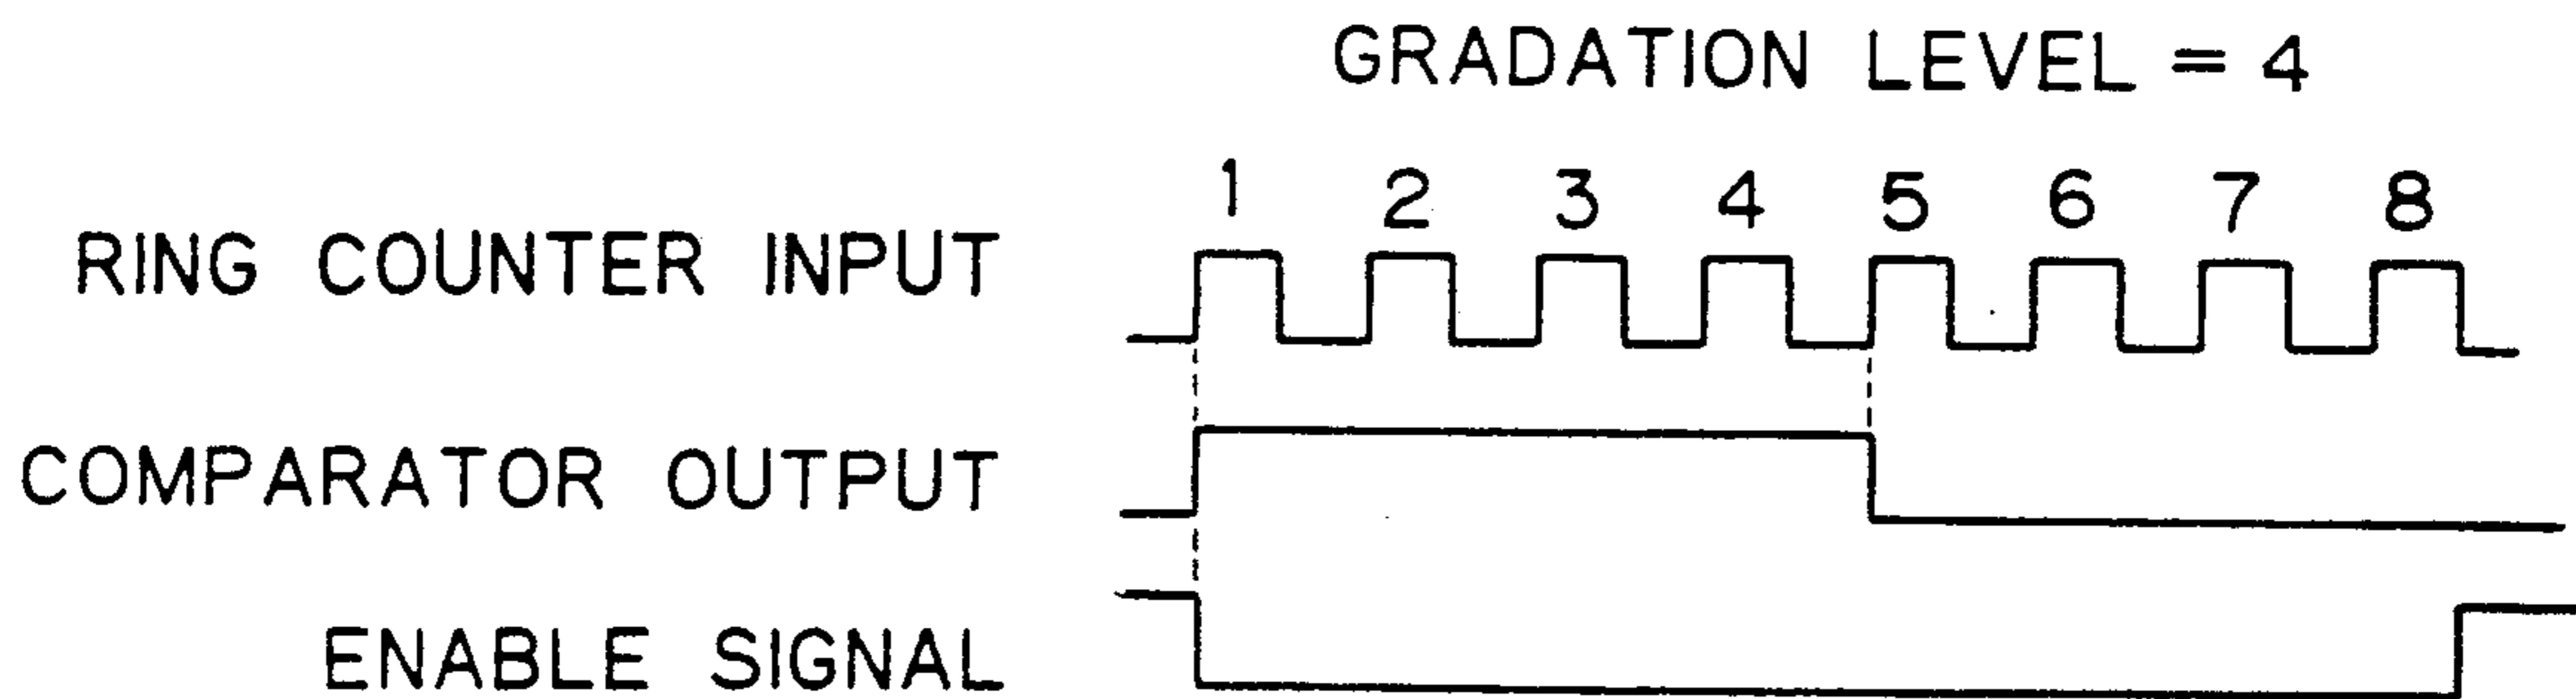 GRADATION LEVEL = 4
1 2 3 4 5 6 7 8
RING COUNTER INPUT
COMPARATOR OUTPUT
ENABLE SIGNAL